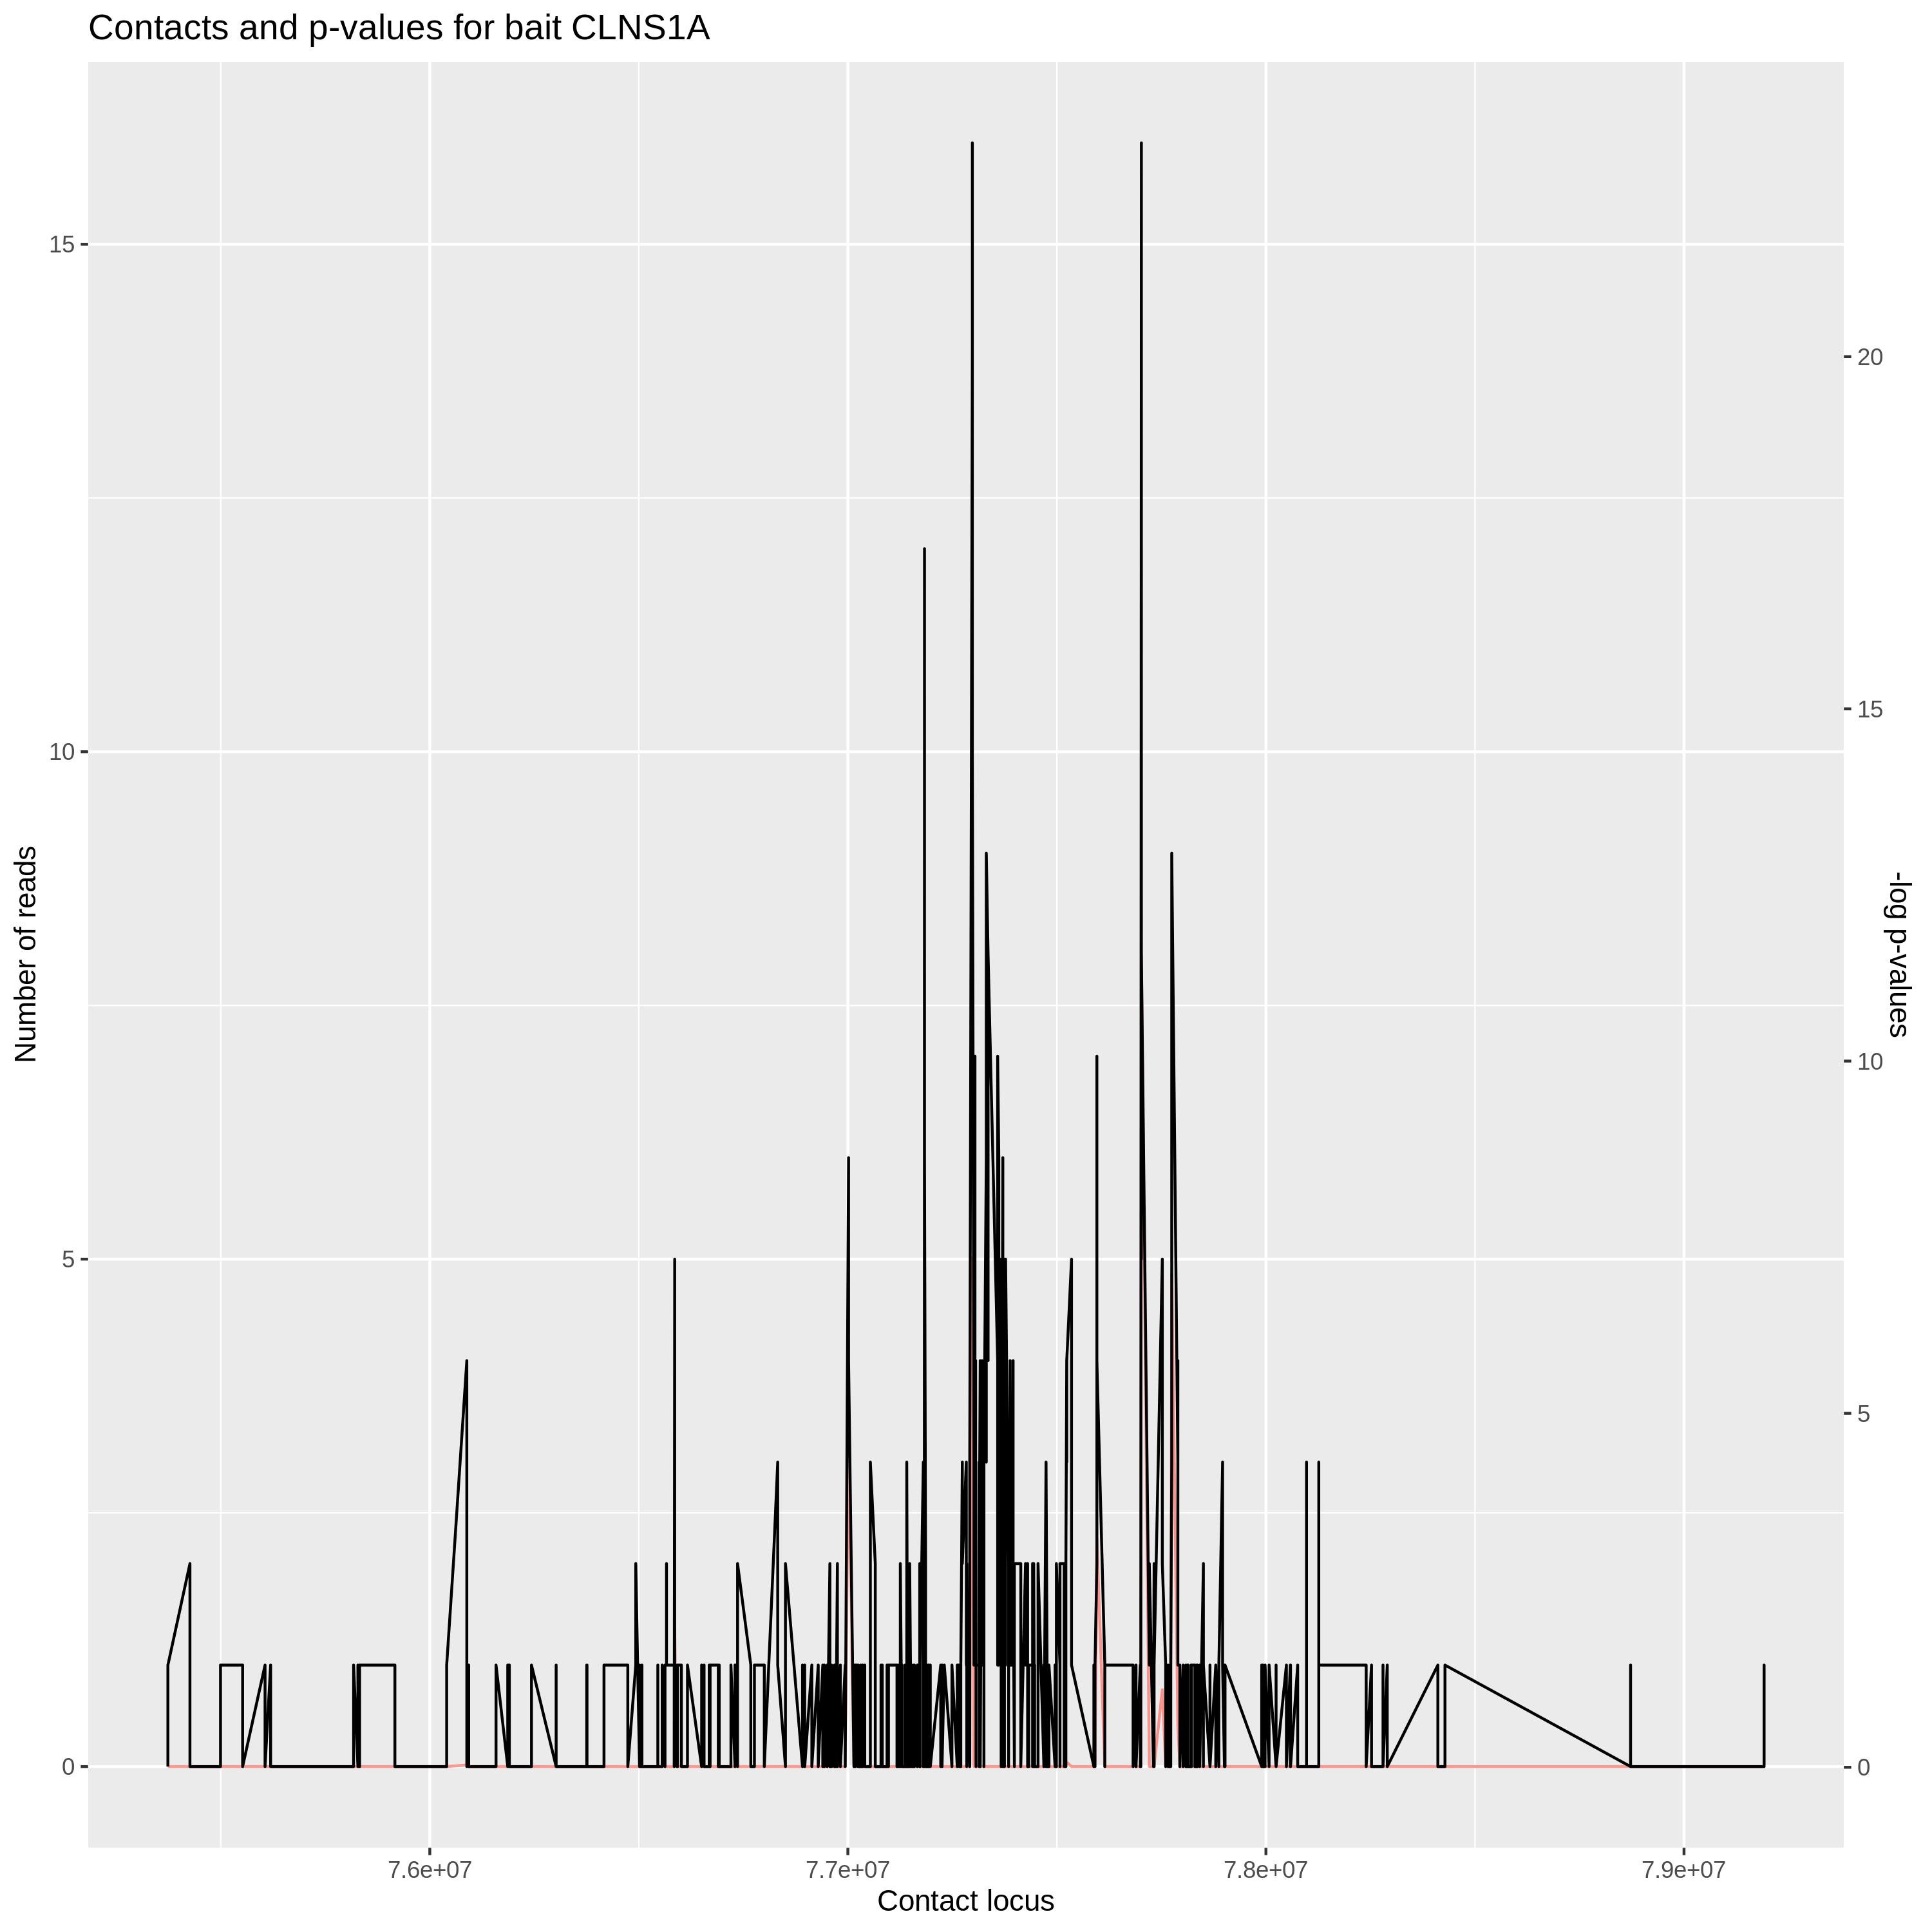 Contacts and p-values for bait CLNS1A
15
10
5
0
Number of reads
20
15
10
5
0
-log p-values
7.6e+07
7.7e+07
7.8e+07
7.9e+07
Contact locus